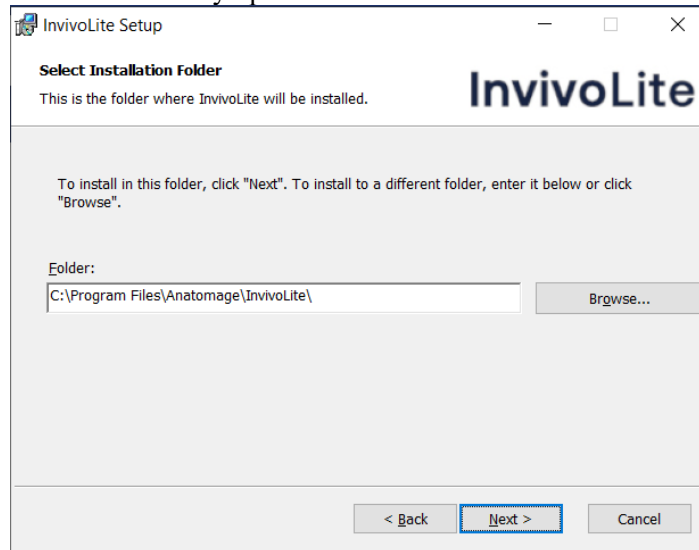 InvivoLite Setup
Select Installation Folder
This is the folder where InvivoLite will be installed.
InvivoLite
To install in this folder, click "Next". To install to a different folder, enter it below or click
"Browse".
Folder:
C:\Program Files\Anatomage\InvivoLite\
Browse...
< Back
Next >
Cancel